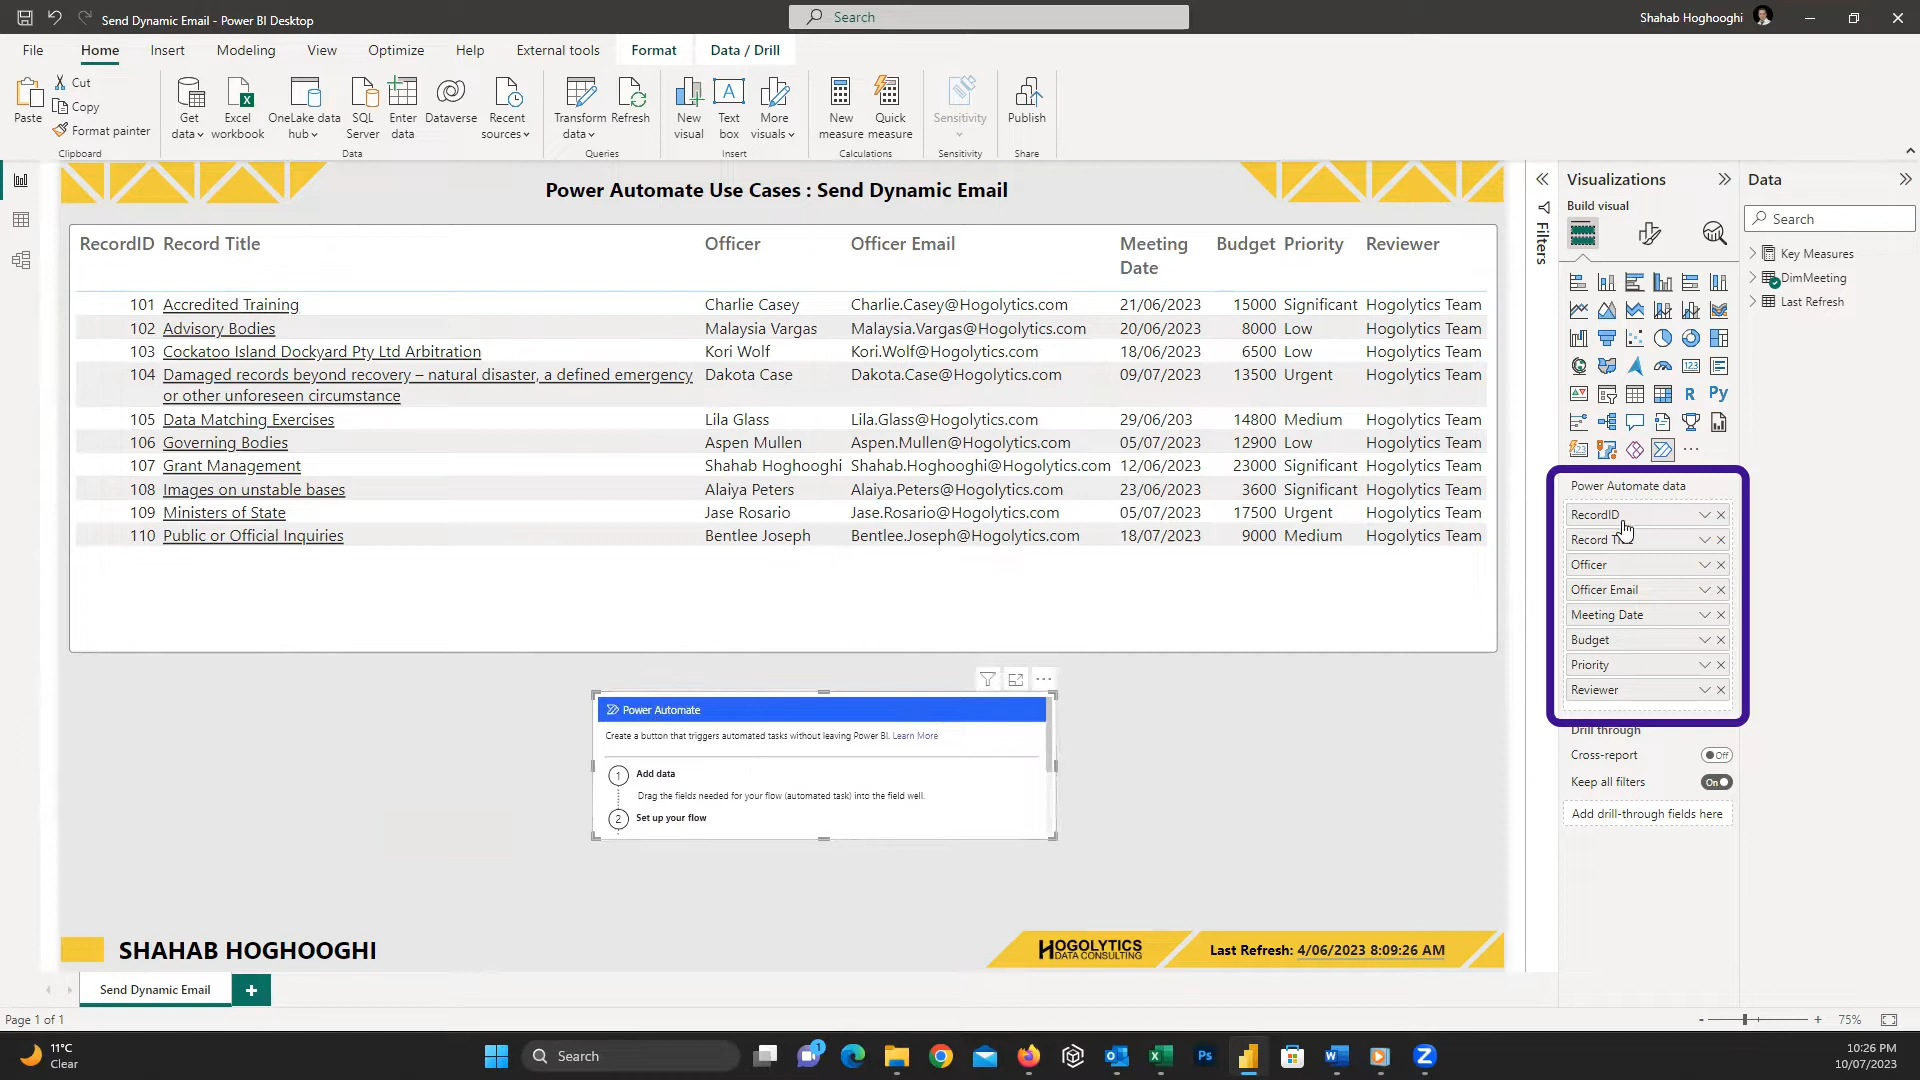 Send Dynamic Email - Power BI Desktop
Search
Shahab Hoghooghi
File Home Insert Modeling View Optimize Help External tools Format Data / Drill
Paste
Cut
Copy
Format painter
Clipboard
Get data
Excel workbook
OneLake data hub
SQL Server
Enter data
Dataverse
Recent sources
Data
Transform data
Refresh
Queries
New visual
Text box
More visuals
Insert
New measure
Quick measure
Calculations
Sensitivity
Sensitivity
Publish
Share
Power Automate Use Cases : Send Dynamic Email
RecordID Record Title Officer Officer Email Meeting Date Budget Priority Reviewer
101 Accredited Training Charlie Casey Charlie.Casey@Hogolytics.com 21/06/2023 15000 Significant Hogolytics Team
102 Advisory Bodies Malaysia Vargas Malaysia.Vargas@Hogolytics.com 20/06/2023 8000 Low Hogolytics Team
103 Cockatoo Island Dockyard Pty Ltd Arbitration Kori Wolf Kori.Wolf@Hogolytics.com 18/06/2023 6500 Low Hogolytics Team
104 Damaged records beyond recovery – natural disaster, a defined emergency Dakota Case Dakota.Case@Hogolytics.com 09/07/2023 13500 Urgent Hogolytics Team
or other unforeseen circumstance
105 Data Matching Exercises Lila Glass Lila.Glass@Hogolytics.com 29/06/203 14800 Medium Hogolytics Team
106 Governing Bodies Aspen Mullen Aspen.Mullen@Hogolytics.com 05/07/2023 12900 Low Hogolytics Team
107 Grant Management Shahab Hoghooghi Shahab.Hoghooghi@Hogolytics.com 12/06/2023 23000 Significant Hogolytics Team
108 Images on unstable bases Alaiya Peters Alaiya.Peters@Hogolytics.com 23/06/2023 3600 Significant Hogolytics Team
109 Ministers of State Jase Rosario Jase.Rosario@Hogolytics.com 05/07/2023 17500 Urgent Hogolytics Team
110 Public or Official Inquiries Bentlee Joseph Bentlee.Joseph@Hogolytics.com 18/07/2023 9000 Medium Hogolytics Team
Power Automate
Create a button that triggers automated tasks without leaving Power BI. Learn More
1 Add data
Drag the fields needed for your flow (automated task) into the field well.
2 Set up your flow
SHAHAB HOGHOOGHI
HOGOLYTICS
DATA CONSULTING
Last Refresh: 4/06/2023 8:09:26 AM
Filters
Visualizations
Build visual
123
R
Py
Power Automate data
RecordID
Record
Officer
Officer Email
Meeting Date
Budget
Priority
Reviewer
Drill through
Cross-report Off
Keep all filters On
Add drill-through fields here
Data
Search
Key Measures
DimMeeting
Last Refresh
Send Dynamic Email
+
Page 1 of 1
- + 75%
11°C
Clear
Search
1
Ps
10:26 PM
10/07/2023